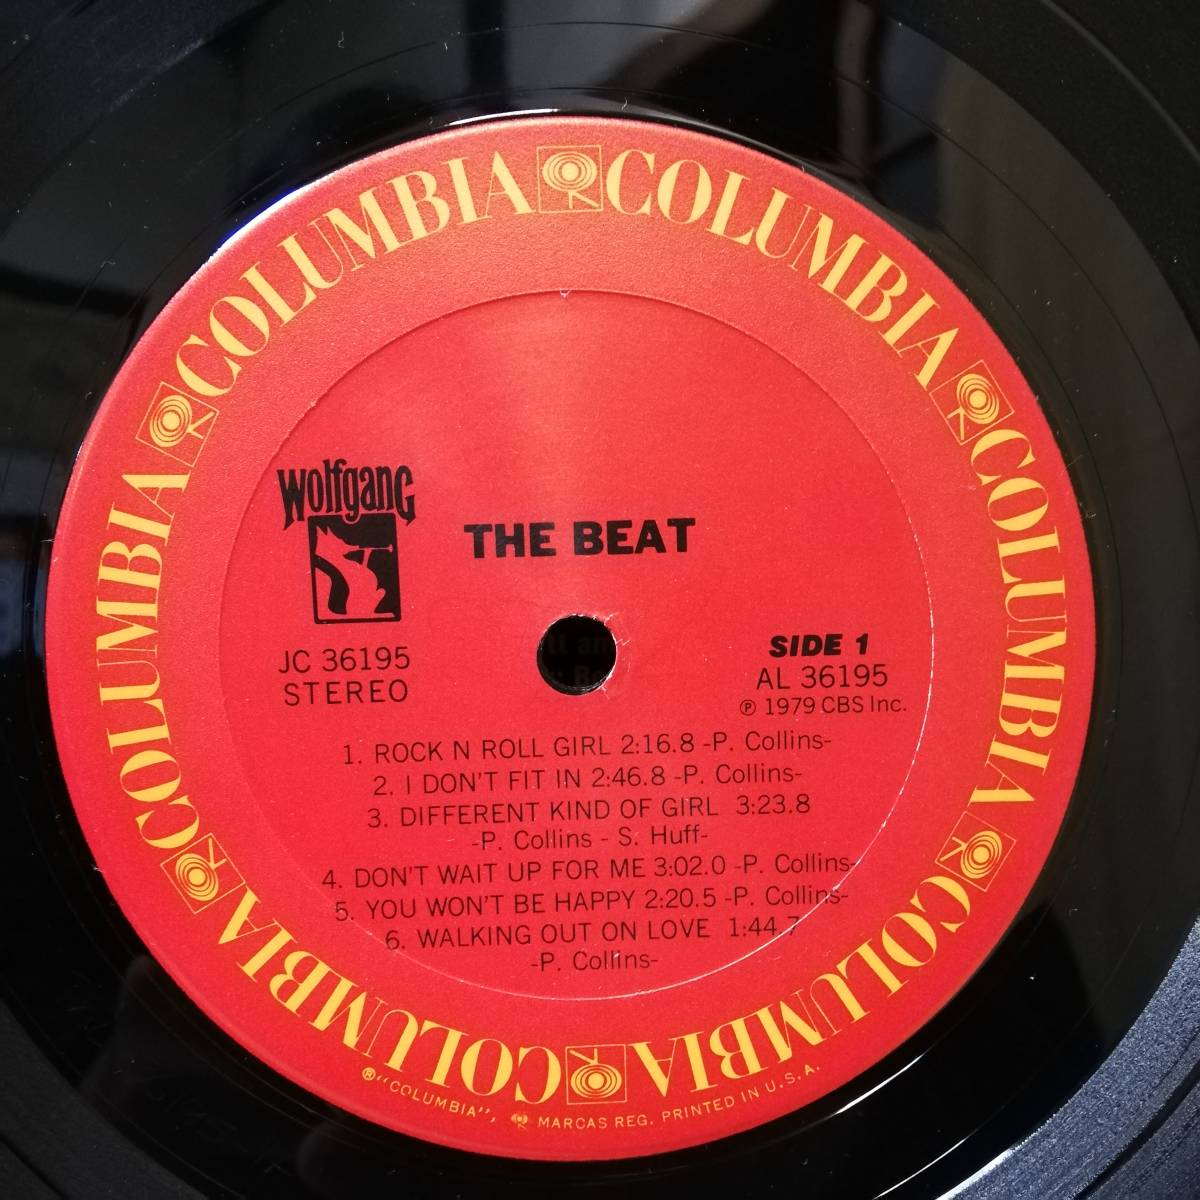 COLUMBIA COLUMBIA COLUMBIA COLUMBIA COLUMBIA COLUMBIA
Wolfgang
THE BEAT
JC 36195
STEREO
SIDE 1
AL 36195
℗ 1979 CBS Inc.
1. ROCK N ROLL GIRL 2:16.8 -P. Collins-
2. I DON'T FIT IN 2:46.8 -P. Collins-
3. DIFFERENT KIND OF GIRL 3:23.8
-P. Collins - S. Huff-
4. DON'T WAIT UP FOR ME 3:02.0 -P. Collins-
5. YOU WON'T BE HAPPY 2:20.5 -P. Collins-
6. WALKING OUT ON LOVE 1:44.7
-P. Collins-
®"COLUMBIA", MARCAS REG. PRINTED IN U.S.A.